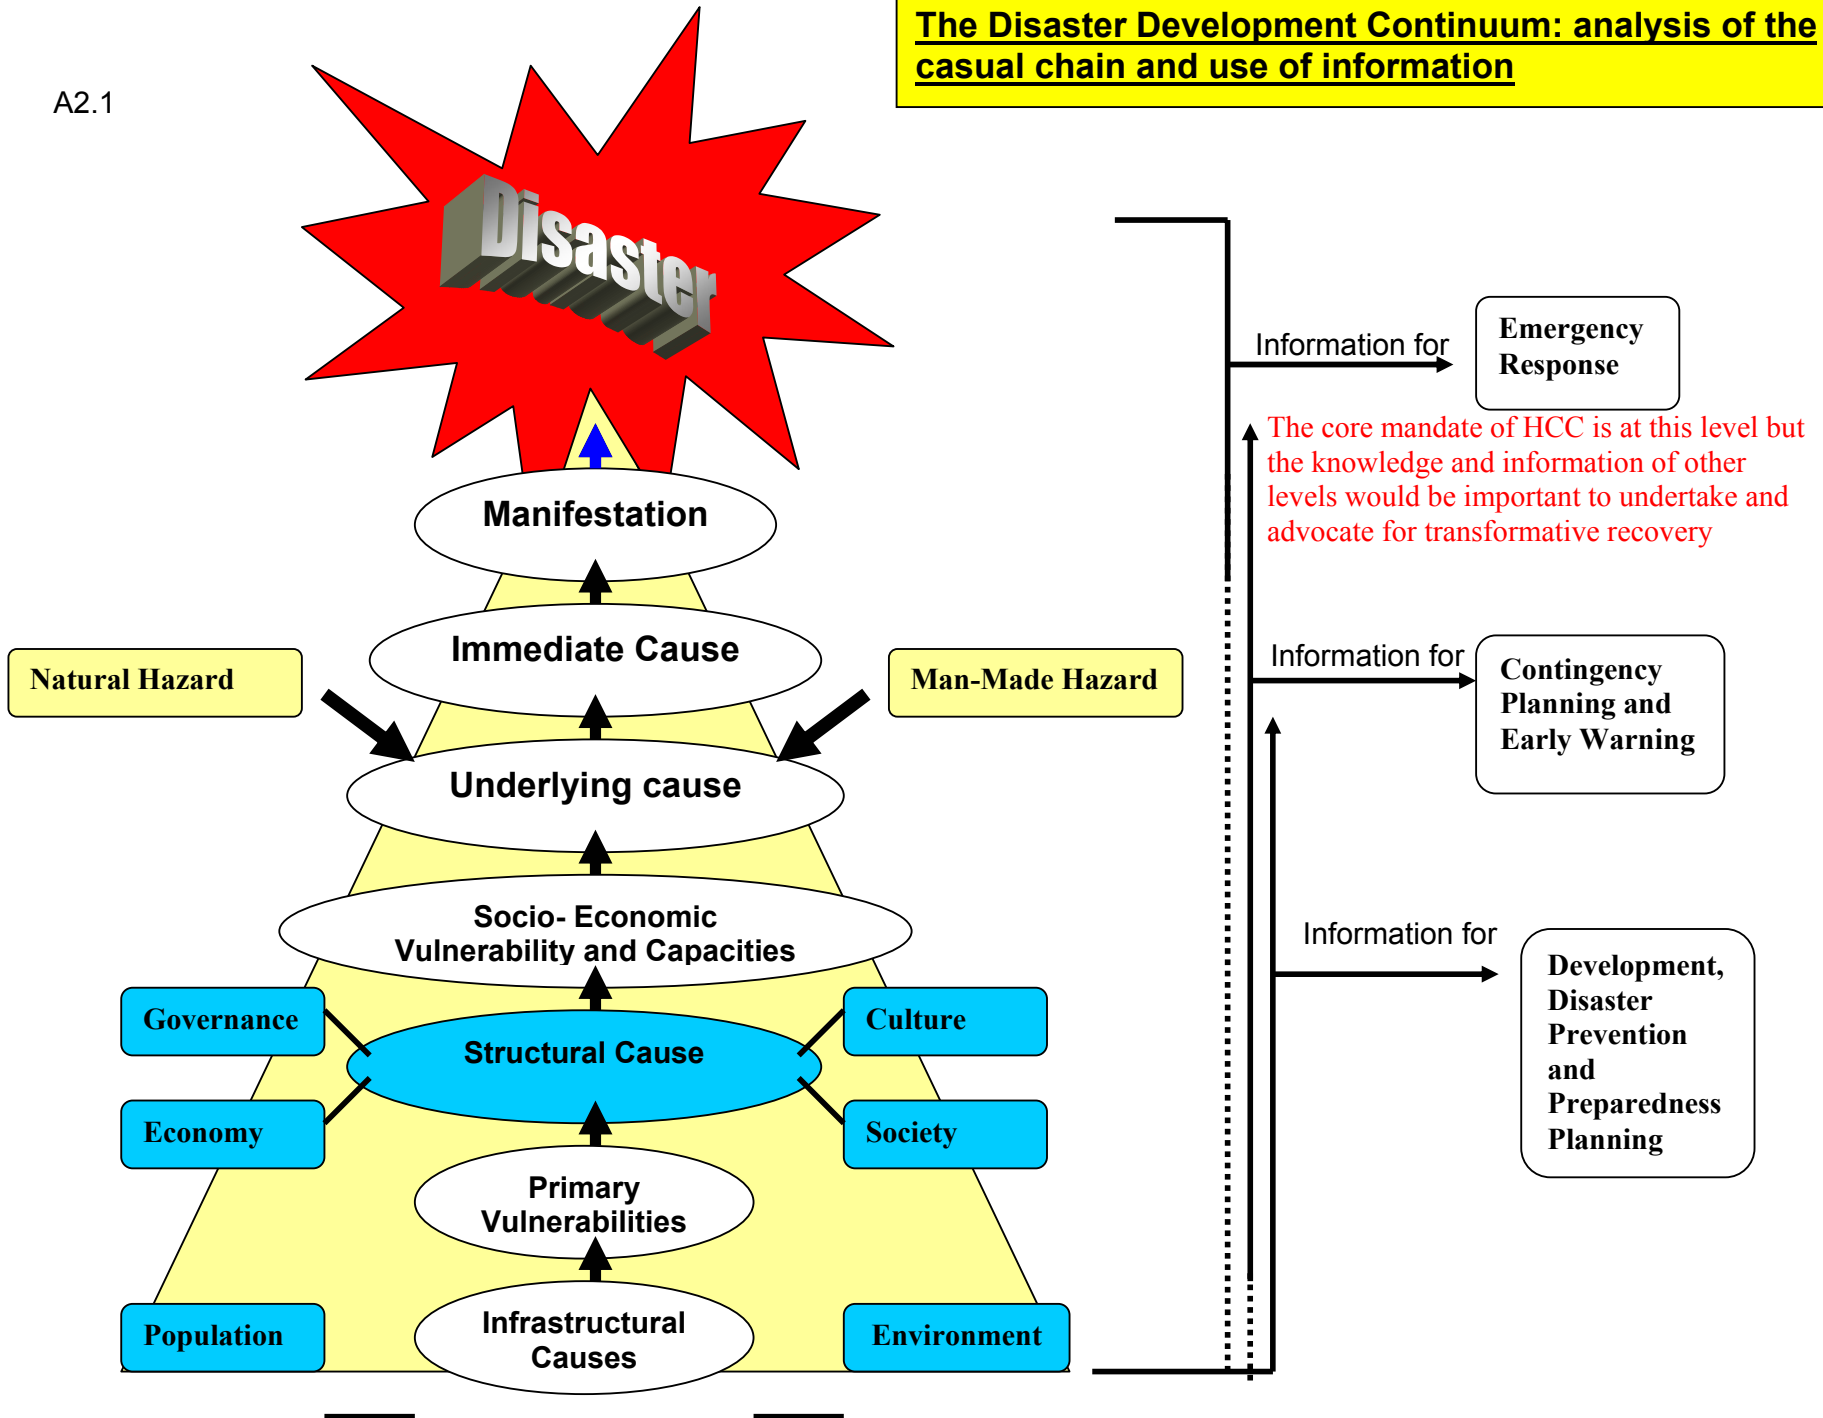 The Disaster Development Continuum: analysis of the
casual chain and use of information
A2.1
Disaster
Information for
Emergency
Response
The core mandate of HCC is at this level but
the knowledge and information of other
levels would be important to undertake and
advocate for transformative recovery
Manifestation
Immediate Cause
Natural Hazard
Man-Made Hazard
Information for
Contingency
Planning and
Early Warning
Underlying cause
Socio- Economic
Vulnerability and Capacities
Information for
Development,
Disaster
Prevention
and
Preparedness
Planning
Governance
Culture
Structural Cause
Economy
Society
Primary
Vulnerabilities
Population
Infrastructural
Causes
Environment